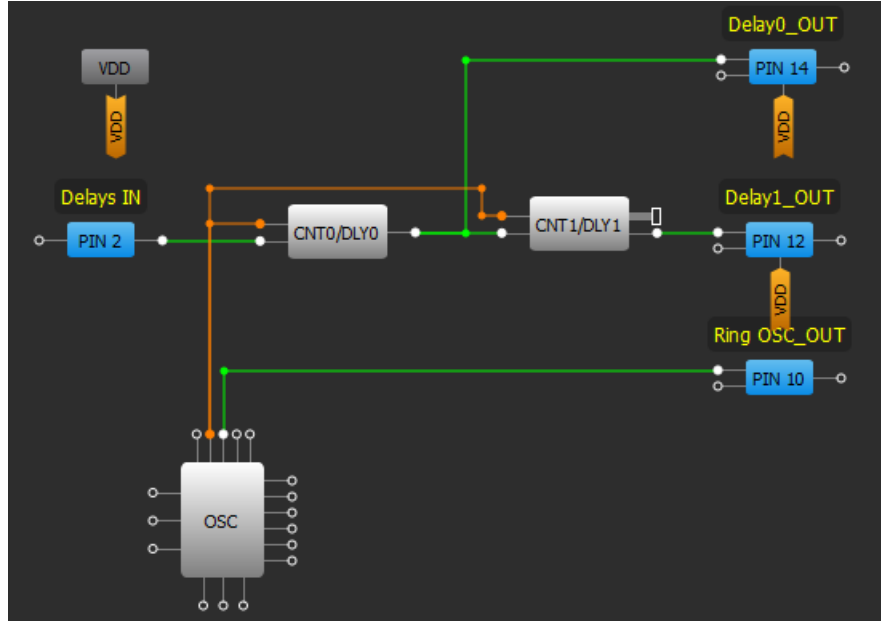 Delay0_OUT
VDD
PIN 14
VDD
VDD
Delays IN
Delay1_OUT
PIN 2
CNT0/DLY0
CNT1/DLY1
PIN 12
VDD
Ring OSC_OUT
PIN 10
OSC